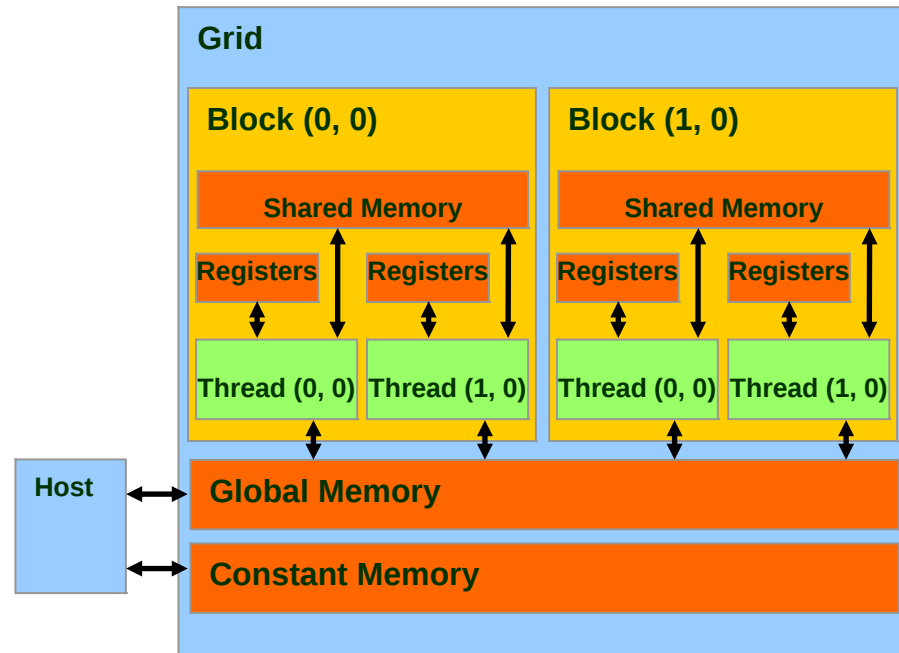 Grid
Block (0, 0)
Block (1, 0)
Shared Memory
Shared Memory
Registers
Registers
Registers
Registers
Thread (0, 0)
Thread (1, 0)
Thread (0, 0)
Thread (1, 0)
Host
Global Memory
Constant Memory